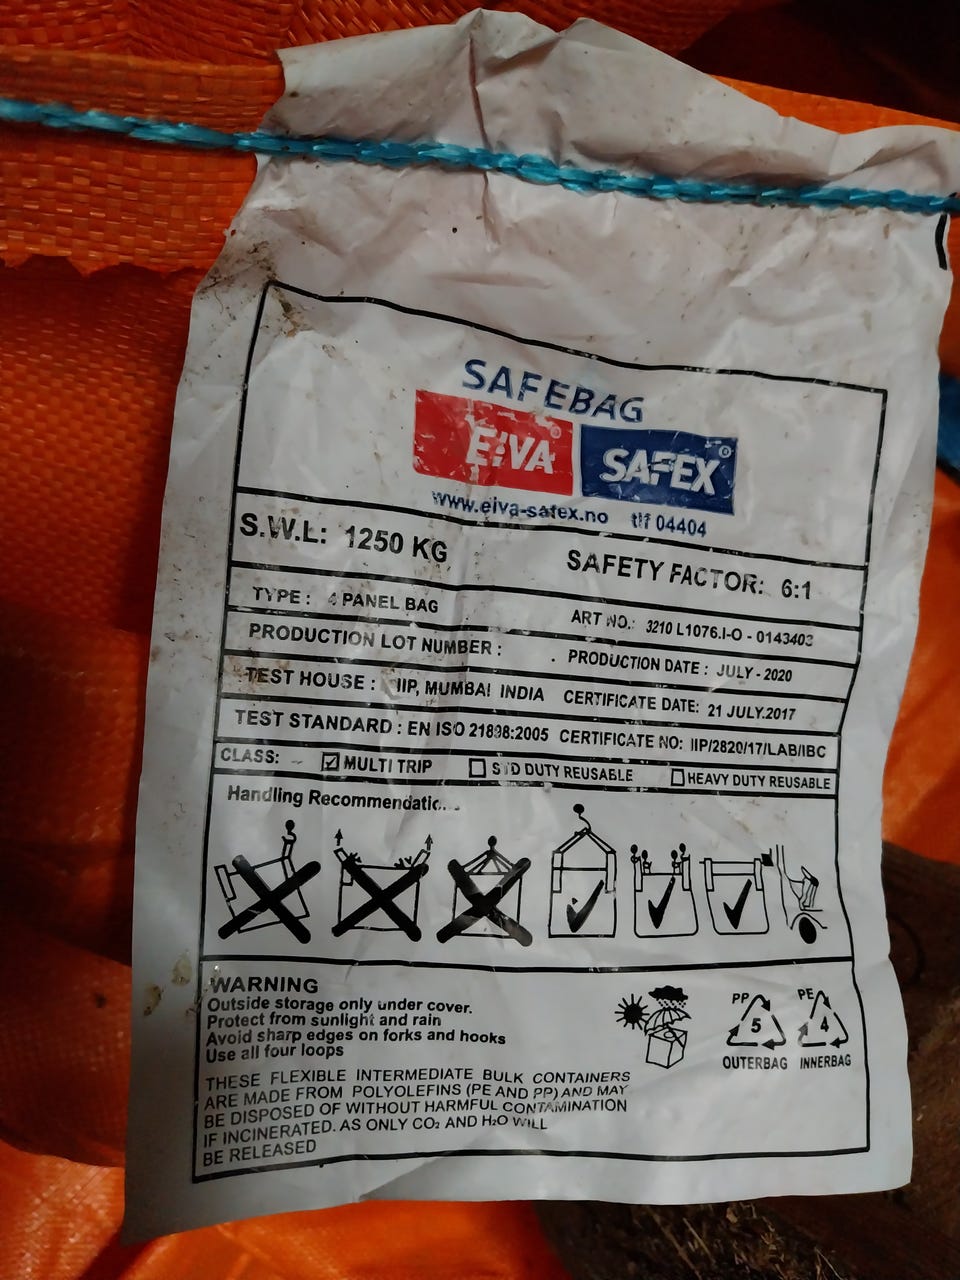 SAFEBAG
EIVA® SAFEX®
www.eiva-safex.no tlf 04404
S.W.L: 1250 KG SAFETY FACTOR: 6:1
TYPE : 4 PANEL BAG ART NO.: 3210 L1076.I-O - 0143403
PRODUCTION LOT NUMBER : PRODUCTION DATE : JULY - 2020
TEST HOUSE : IIP, MUMBAI INDIA CERTIFICATE DATE: 21 JULY.2017
TEST STANDARD : EN ISO 21898:2005 CERTIFICATE NO: IIP/2820/17/LAB/IBC
CLASS: ☑ MULTI TRIP ☐ STD DUTY REUSABLE ☐ HEAVY DUTY REUSABLE
Handling Recommendatic...
WARNING
Outside storage only under cover.
Protect from sunlight and rain
Avoid sharp edges on forks and hooks
Use all four loops
PP 5 OUTERBAG
PE 4 INNERBAG
THESE FLEXIBLE INTERMEDIATE BULK CONTAINERS
ARE MADE FROM POLYOLEFINS (PE AND PP) AND MAY
BE DISPOSED OF WITHOUT HARMFUL CONTAMINATION
IF INCINERATED. AS ONLY CO₂ AND H₂O WILL
BE RELEASED